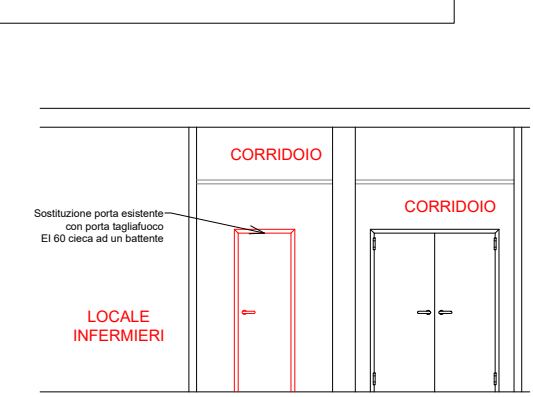 CORRIDOIO
CORRIDOIO
Sostituzione porta esistente
con porta tagliafuoco
EI 60 cieca ad un battente
LOCALE
INFERMIERI